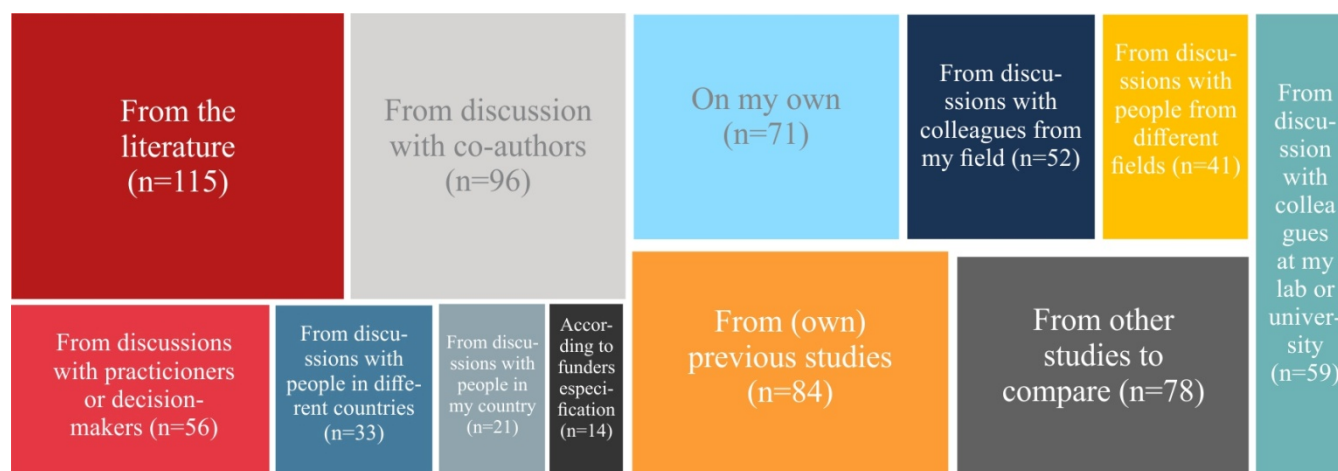 From the
literature
(n=115)
From discussion
with co-authors
(n=96)
On my own
(n=71)
From discu-
ssions with
colleagues from
my field (n=52)
From discu-
ssions with
people from
different
fields (n=41)
From
discu-
ssion
with
collea
gues
at my
lab or
univer-
sity
(n=59)
From discussions
with practicioners
or decision-
makers (n=56)
From discu-
ssions with
people in diffe-
rent countries
(n=33)
From discu-
ssions with
people in
my country
(n=21)
Accor-
ding to
funders
especi-
fication
(n=14)
From (own)
previous studies
(n=84)
From other
studies to
compare (n=78)